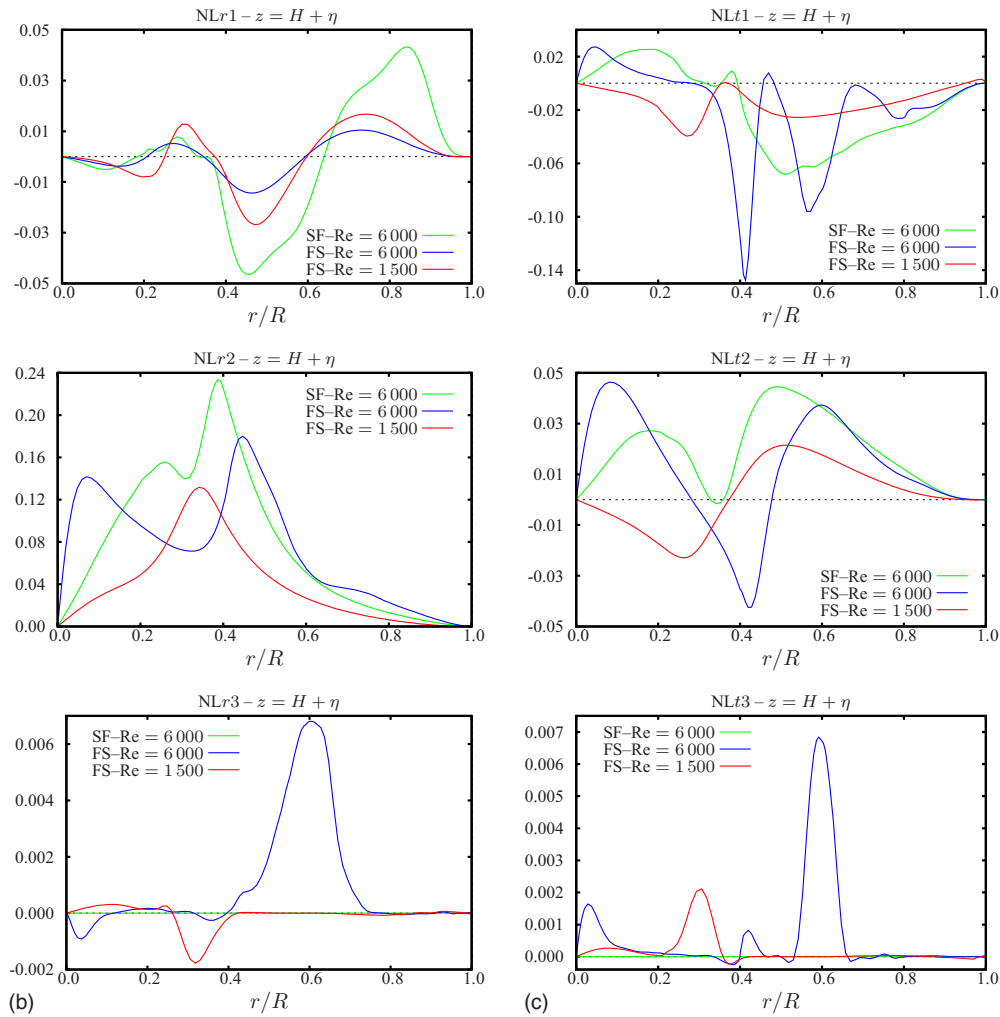 NLr1 – z = H + η
0.05
0.03
0.01
-0.01
-0.03
-0.05
SF–Re = 6 000
FS–Re = 6 000
FS–Re = 1 500
0.0 0.2 0.4 0.6 0.8 1.0
r/R
NLt1 – z = H + η
0.02
-0.02
-0.06
-0.10
-0.14
SF–Re = 6 000
FS–Re = 6 000
FS–Re = 1 500
0.0 0.2 0.4 0.6 0.8 1.0
r/R
NLr2 – z = H + η
0.24
0.20
0.16
0.12
0.08
0.04
0.00
SF–Re = 6 000
FS–Re = 6 000
FS–Re = 1 500
0.0 0.2 0.4 0.6 0.8 1.0
r/R
NLt2 – z = H + η
0.05
0.03
0.01
-0.01
-0.03
-0.05
SF–Re = 6 000
FS–Re = 6 000
FS–Re = 1 500
0.0 0.2 0.4 0.6 0.8 1.0
r/R
NLr3 – z = H + η
0.006
0.004
0.002
0.000
-0.002
SF–Re = 6 000
FS–Re = 6 000
FS–Re = 1 500
0.0 0.2 0.4 0.6 0.8 1.0
r/R
(b)
NLt3 – z = H + η
0.007
0.006
0.005
0.004
0.003
0.002
0.001
0.000
SF–Re = 6 000
FS–Re = 6 000
FS–Re = 1 500
0.0 0.2 0.4 0.6 0.8 1.0
r/R
(c)